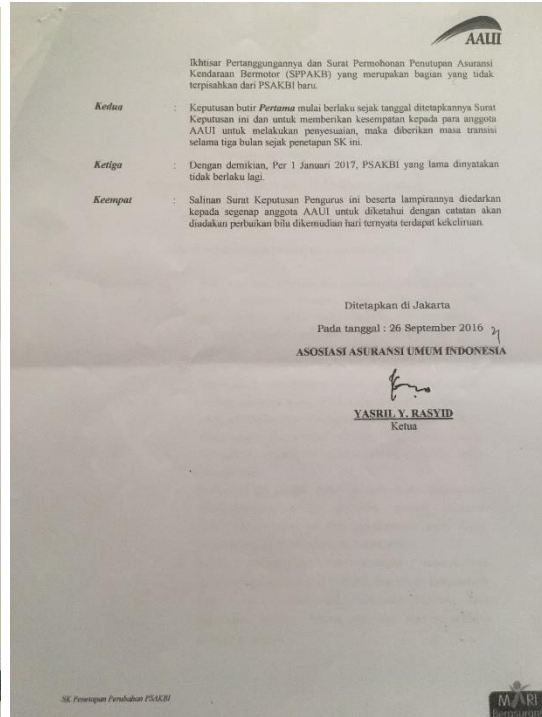 AAUI
Ikhtisar Pertanggungannya dan Surat Permohonan Penutupan Asuransi
Kendaraan Bermotor (SPPAKB) yang merupakan bagian yang tidak
terpisahkan dari PSAKBI baru.
Kedua : Keputusan butir Pertama mulai berlaku sejak tanggal ditetapkannya Surat
Keputusan ini dan untuk memberikan kesempatan kepada para anggota
AAUI untuk melakukan penyesuaian, maka diberikan masa transisi
selama tiga bulan sejak penetapan SK ini.
Ketiga : Dengan demikian, Per 1 Januari 2017, PSAKBI yang lama dinyatakan
tidak berlaku lagi.
Keempat : Salinan Surat Keputusan Pengurus ini beserta lampirannya diedarkan
kepada segenap anggota AAUI untuk diketahui dengan catatan akan
diadakan perbaikan bila dikemudian hari ternyata terdapat kekeliruan.
Ditetapkan di Jakarta
Pada tanggal : 26 September 2016
ASOSIASI ASURANSI UMUM INDONESIA
YASRIL Y. RASYID
Ketua
SK Penetapan Perubahan PSAKBI
MARI
Berasuransi